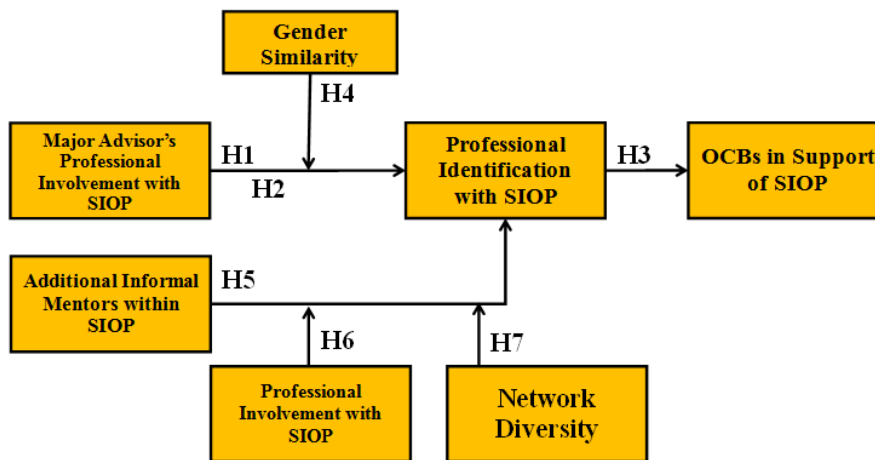 Gender
Similarity
H4
Major Advisor's
Professional
Involvement with
SIOP
H1
H2
Professional
Identification
with SIOP
H3
OCBs in Support
of SIOP
Additional Informal
Mentors within
SIOP
H5
H6
H7
Professional
Involvement with
SIOP
Network
Diversity